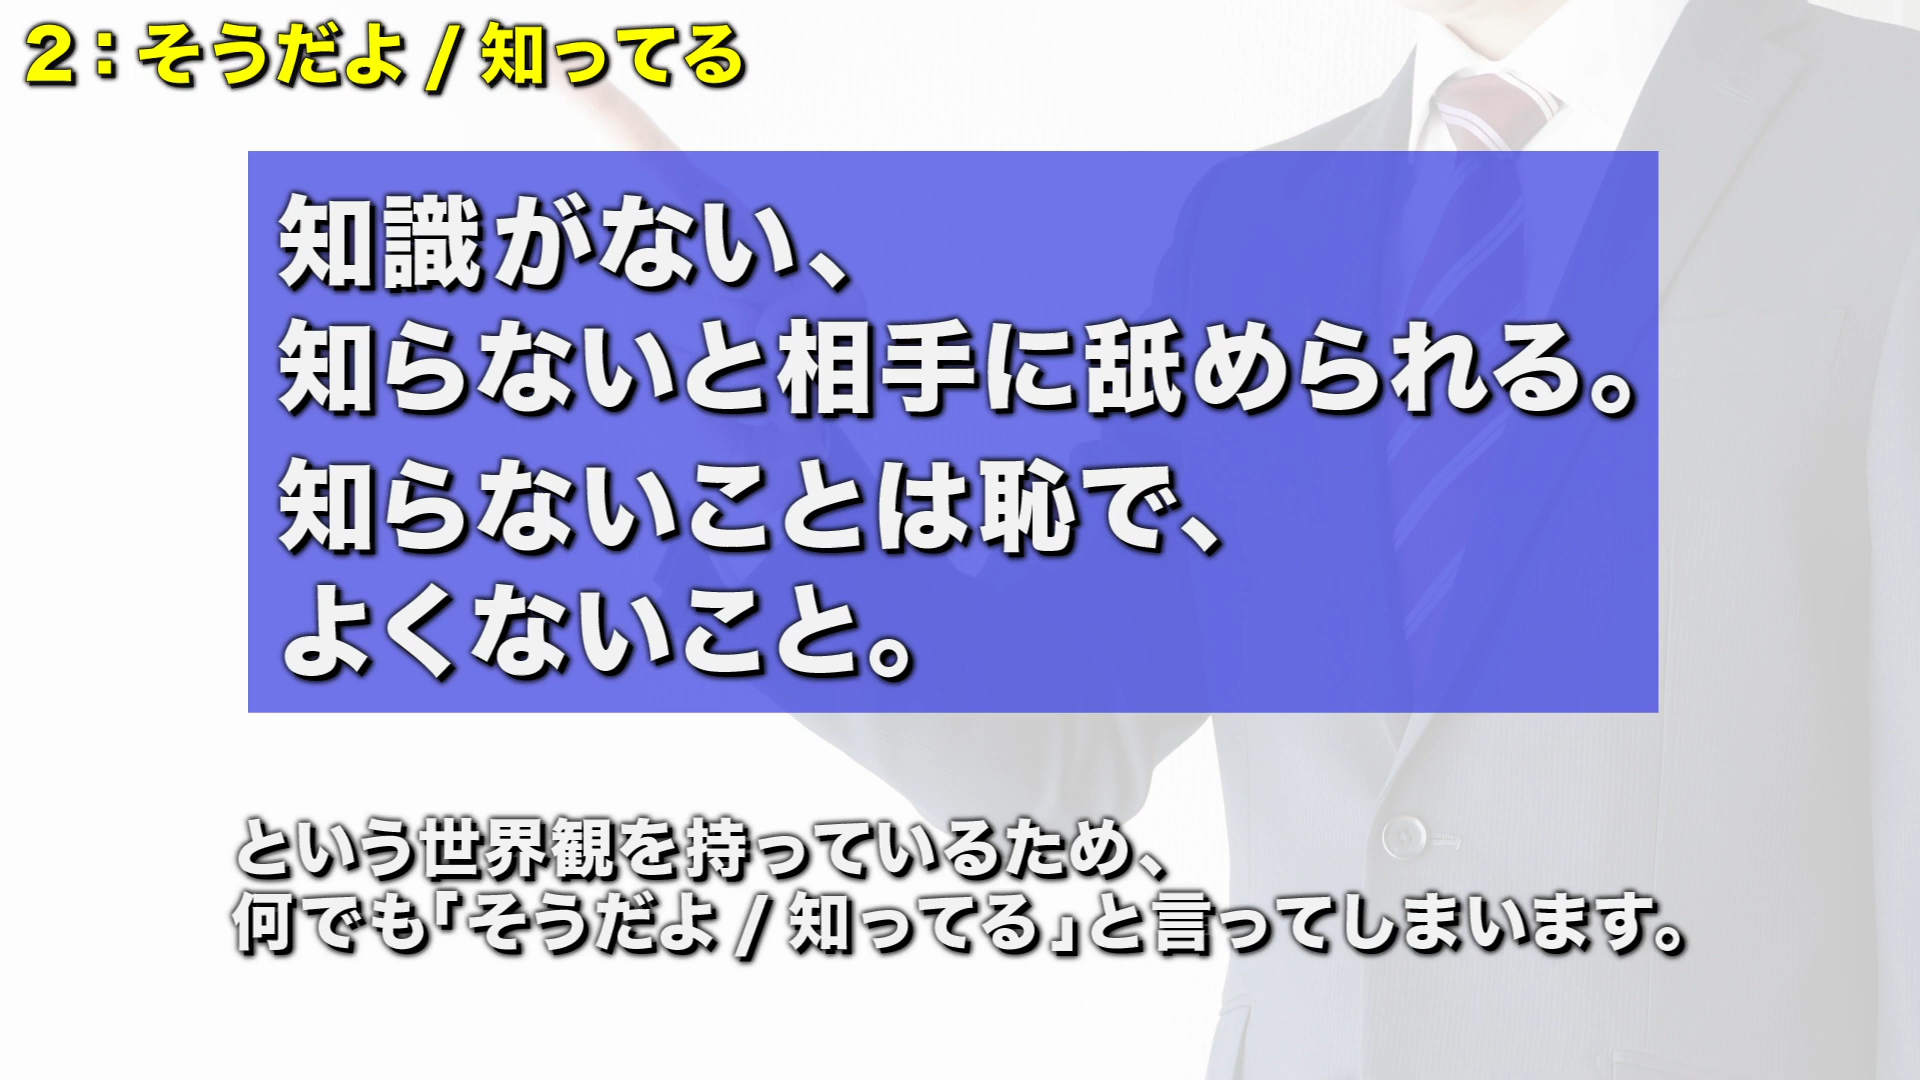 2：そうだよ / 知ってる
知識がない、
知らないと相手に舐められる。
知らないことは恥で、
よくないこと。
という世界観を持っているため、
何でも「そうだよ / 知ってる」と言ってしまいます。